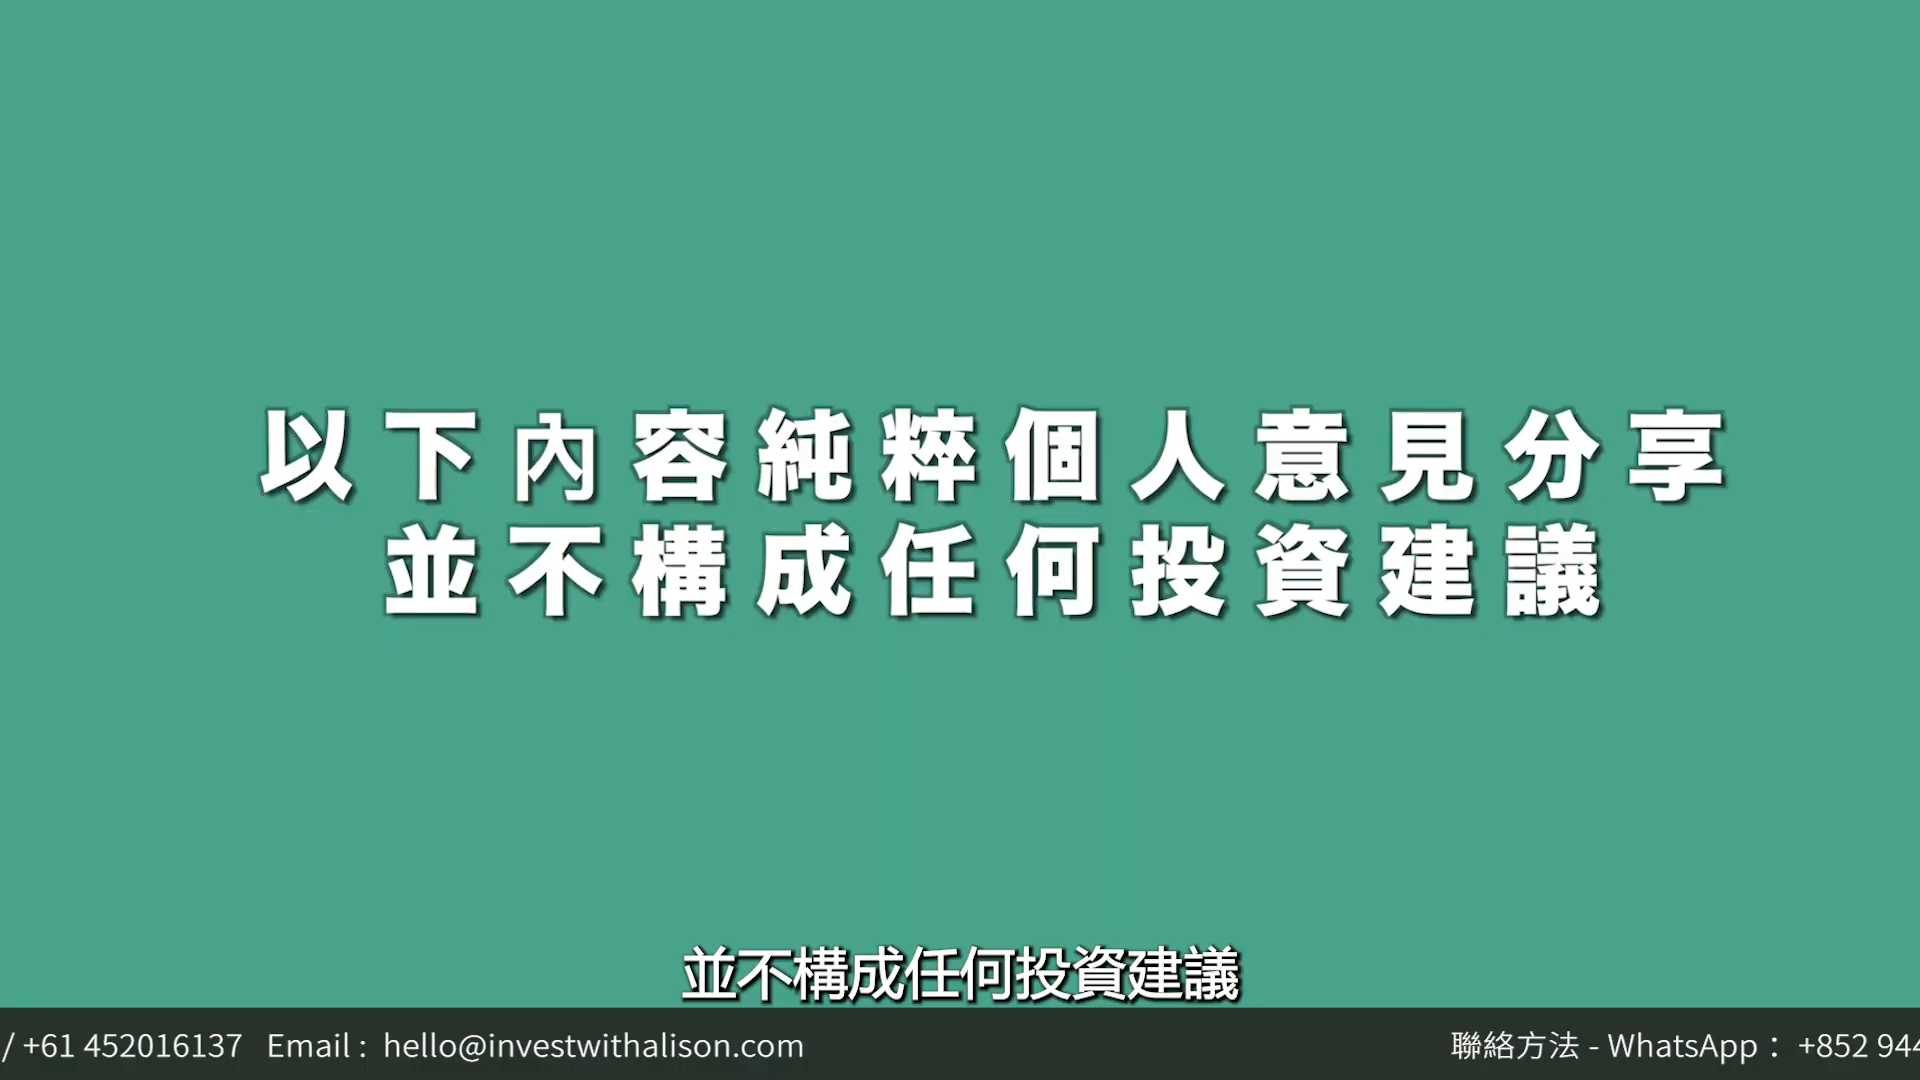 以下內容純粹個人意見分享
並不構成任何投資建議
並不構成任何投資建議
/ +61 452016137 Email : hello@investwithalison.com 聯絡方法 - WhatsApp： +852 944